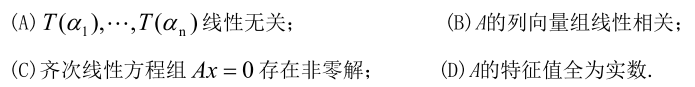 (A) T(α₁),⋯,T(αₙ)线性无关; (B) A的列向量组线性相关;
(C) 齐次线性方程组 Ax = 0 存在非零解; (D) A的特征值全为实数.